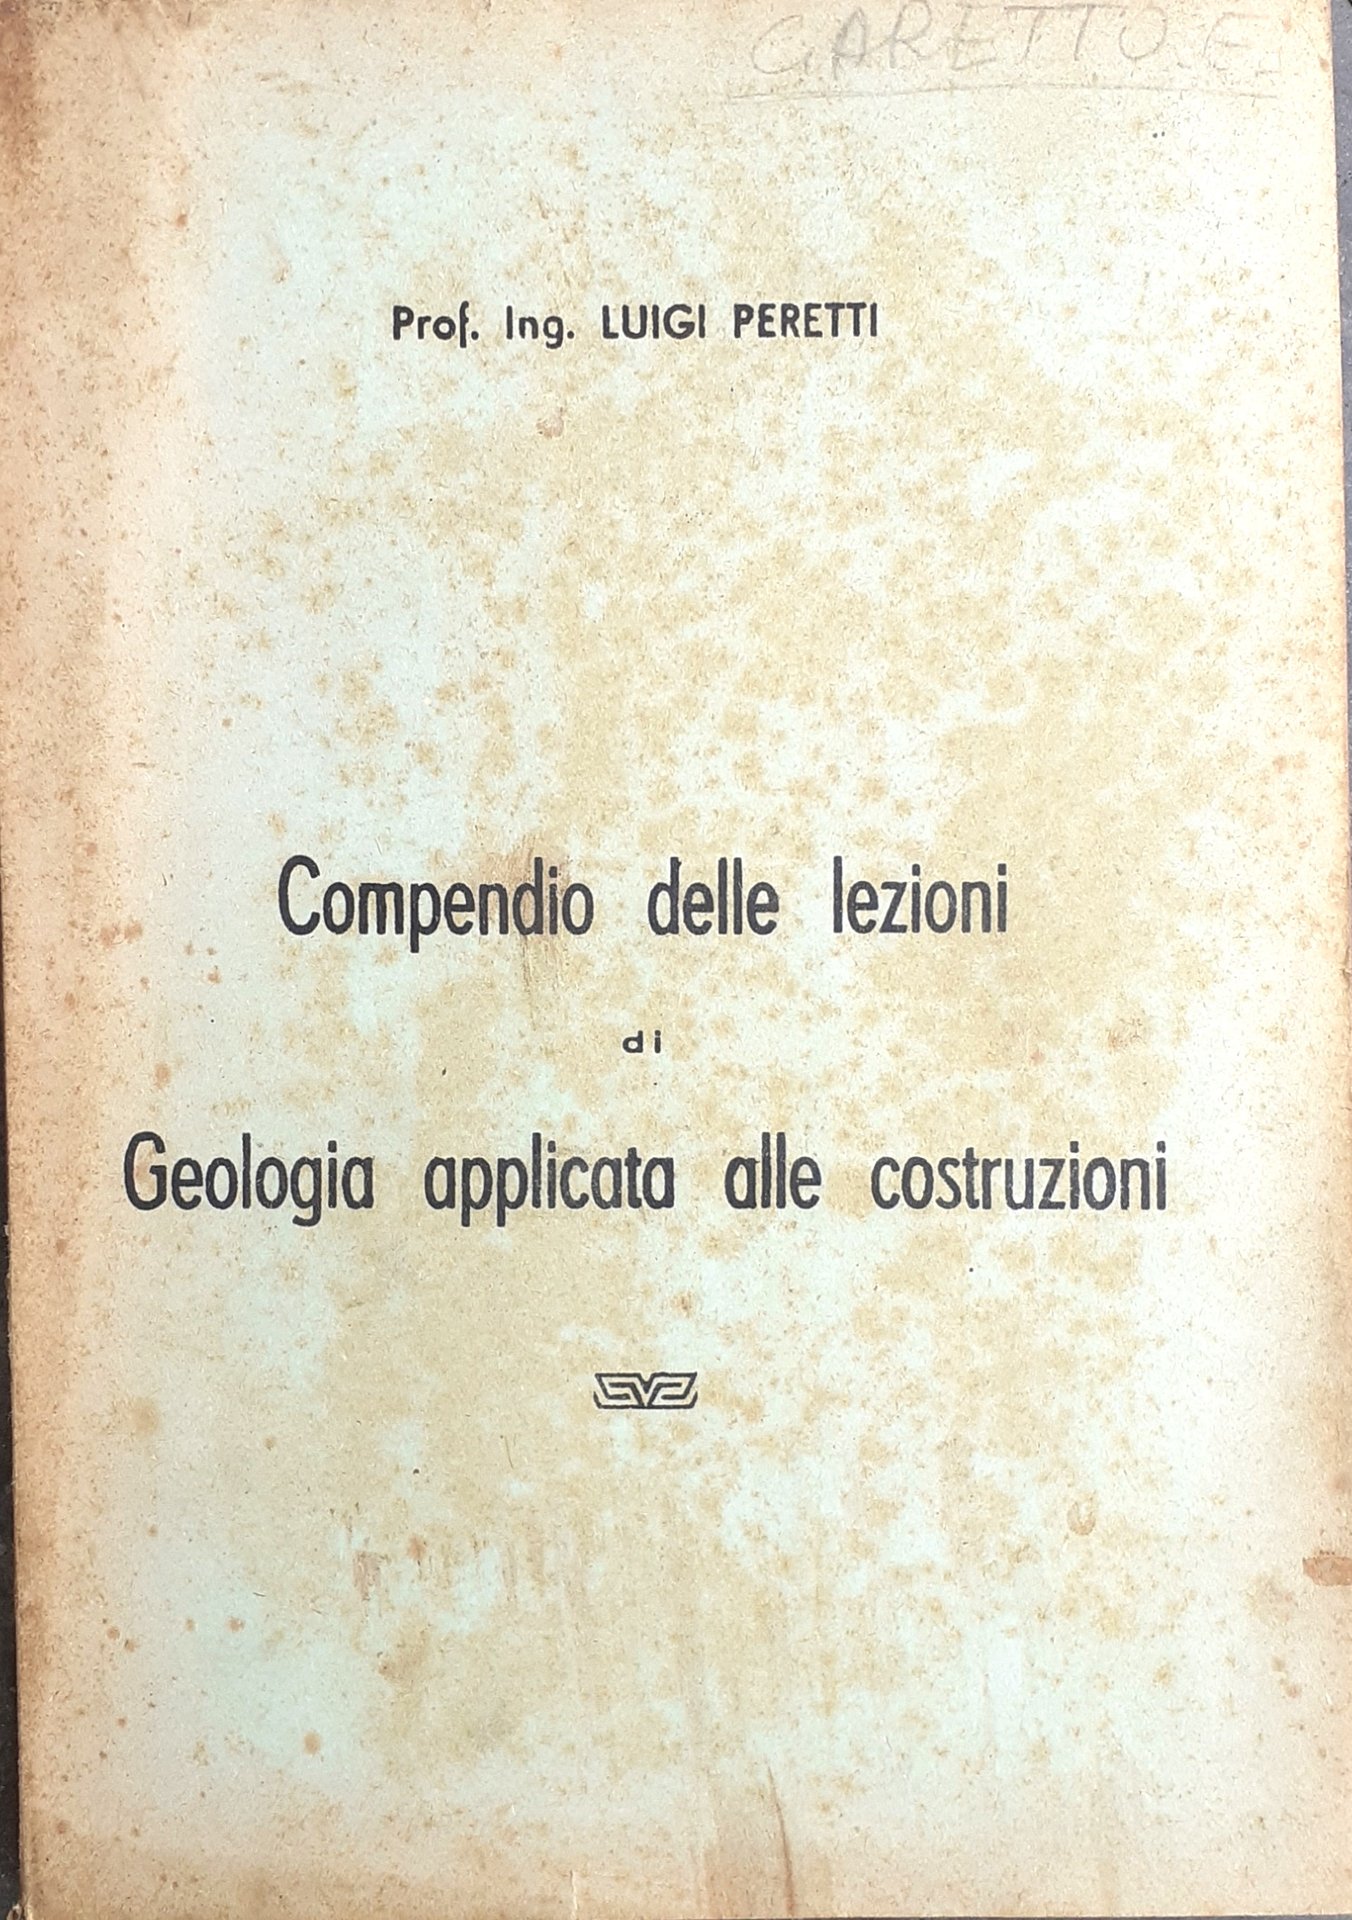 GARETTO E.
Prof. Ing. LUIGI PERETTI
Compendio delle lezioni
di
Geologia applicata alle costruzioni